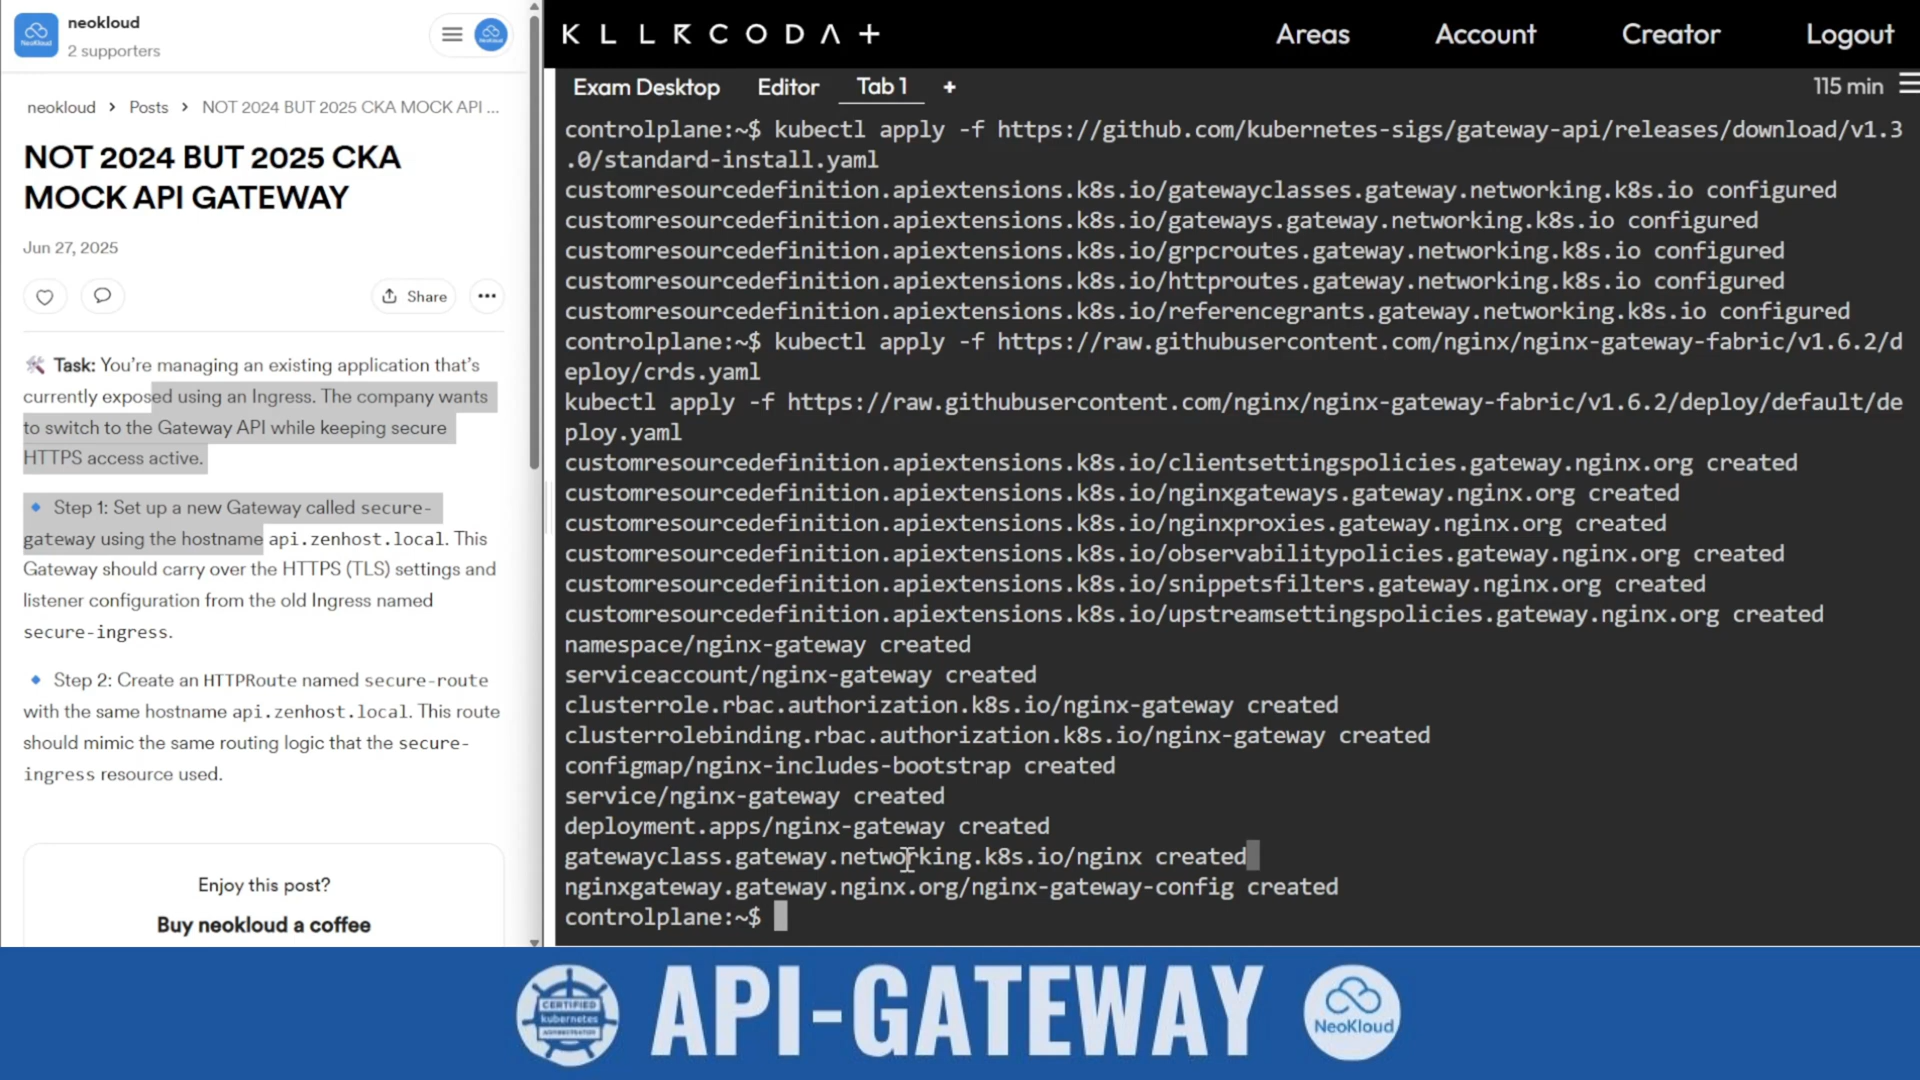 neokloud
2 supporters
neokloud > Posts > NOT 2024 BUT 2025 CKA MOCK API ...
NOT 2024 BUT 2025 CKA
MOCK API GATEWAY
Jun 27, 2025
Share
Task: You're managing an existing application that's
currently exposed using an Ingress. The company wants
to switch to the Gateway API while keeping secure
HTTPS access active.
Step 1: Set up a new Gateway called secure-
gateway using the hostname api.zenhost.local. This
Gateway should carry over the HTTPS (TLS) settings and
listener configuration from the old Ingress named
secure-ingress.
Step 2: Create an HTTPRoute named secure-route
with the same hostname api.zenhost.local. This route
should mimic the same routing logic that the secure-
ingress resource used.
Enjoy this post?
Buy neokloud a coffee
KLLRCODA+
Areas
Account
Creator
Logout
Exam Desktop
Editor
Tab 1
+
115 min
controlplane:~$ kubectl apply -f https://github.com/kubernetes-sigs/gateway-api/releases/download/v1.3
.0/standard-install.yaml
customresourcedefinition.apiextensions.k8s.io/gatewayclasses.gateway.networking.k8s.io configured
customresourcedefinition.apiextensions.k8s.io/gateways.gateway.networking.k8s.io configured
customresourcedefinition.apiextensions.k8s.io/grpcroutes.gateway.networking.k8s.io configured
customresourcedefinition.apiextensions.k8s.io/httproutes.gateway.networking.k8s.io configured
customresourcedefinition.apiextensions.k8s.io/referencegrants.gateway.networking.k8s.io configured
controlplane:~$ kubectl apply -f https://raw.githubusercontent.com/nginx/nginx-gateway-fabric/v1.6.2/d
eploy/crds.yaml
kubectl apply -f https://raw.githubusercontent.com/nginx/nginx-gateway-fabric/v1.6.2/deploy/default/de
ploy.yaml
customresourcedefinition.apiextensions.k8s.io/clientsettingspolicies.gateway.nginx.org created
customresourcedefinition.apiextensions.k8s.io/nginxgateways.gateway.nginx.org created
customresourcedefinition.apiextensions.k8s.io/nginxproxies.gateway.nginx.org created
customresourcedefinition.apiextensions.k8s.io/observabilitypolicies.gateway.nginx.org created
customresourcedefinition.apiextensions.k8s.io/snippetsfilters.gateway.nginx.org created
customresourcedefinition.apiextensions.k8s.io/upstreamsettingspolicies.gateway.nginx.org created
namespace/nginx-gateway created
serviceaccount/nginx-gateway created
clusterrole.rbac.authorization.k8s.io/nginx-gateway created
clusterrolebinding.rbac.authorization.k8s.io/nginx-gateway created
configmap/nginx-includes-bootstrap created
service/nginx-gateway created
deployment.apps/nginx-gateway created
gatewayclass.gateway.networking.k8s.io/nginx created
nginxgateway.gateway.nginx.org/nginx-gateway-config created
controlplane:~$
CERTIFIED
kubernetes
ADMINISTRATOR
API-GATEWAY
NeoKloud